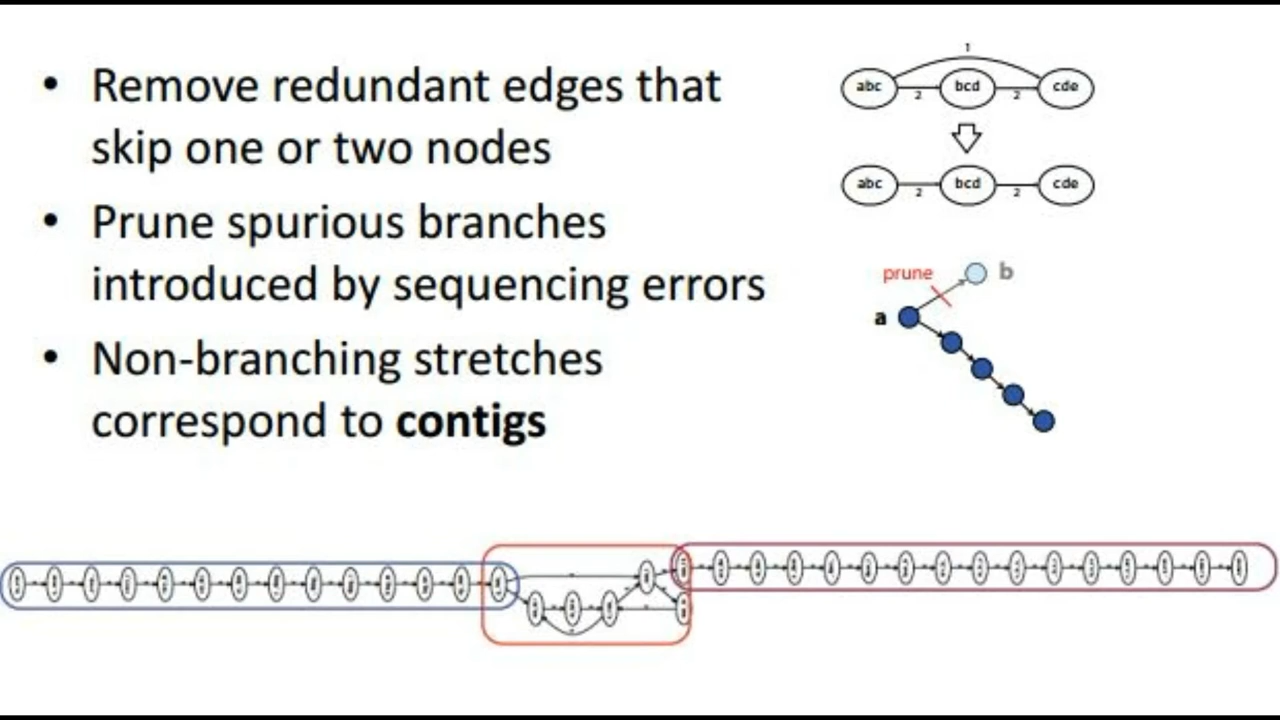 • Remove redundant edges that
skip one or two nodes
• Prune spurious branches
introduced by sequencing errors
• Non-branching stretches
correspond to contigs
1
abc 2 bcd 2 cde
abc 2 bcd 2 cde
prune b
a